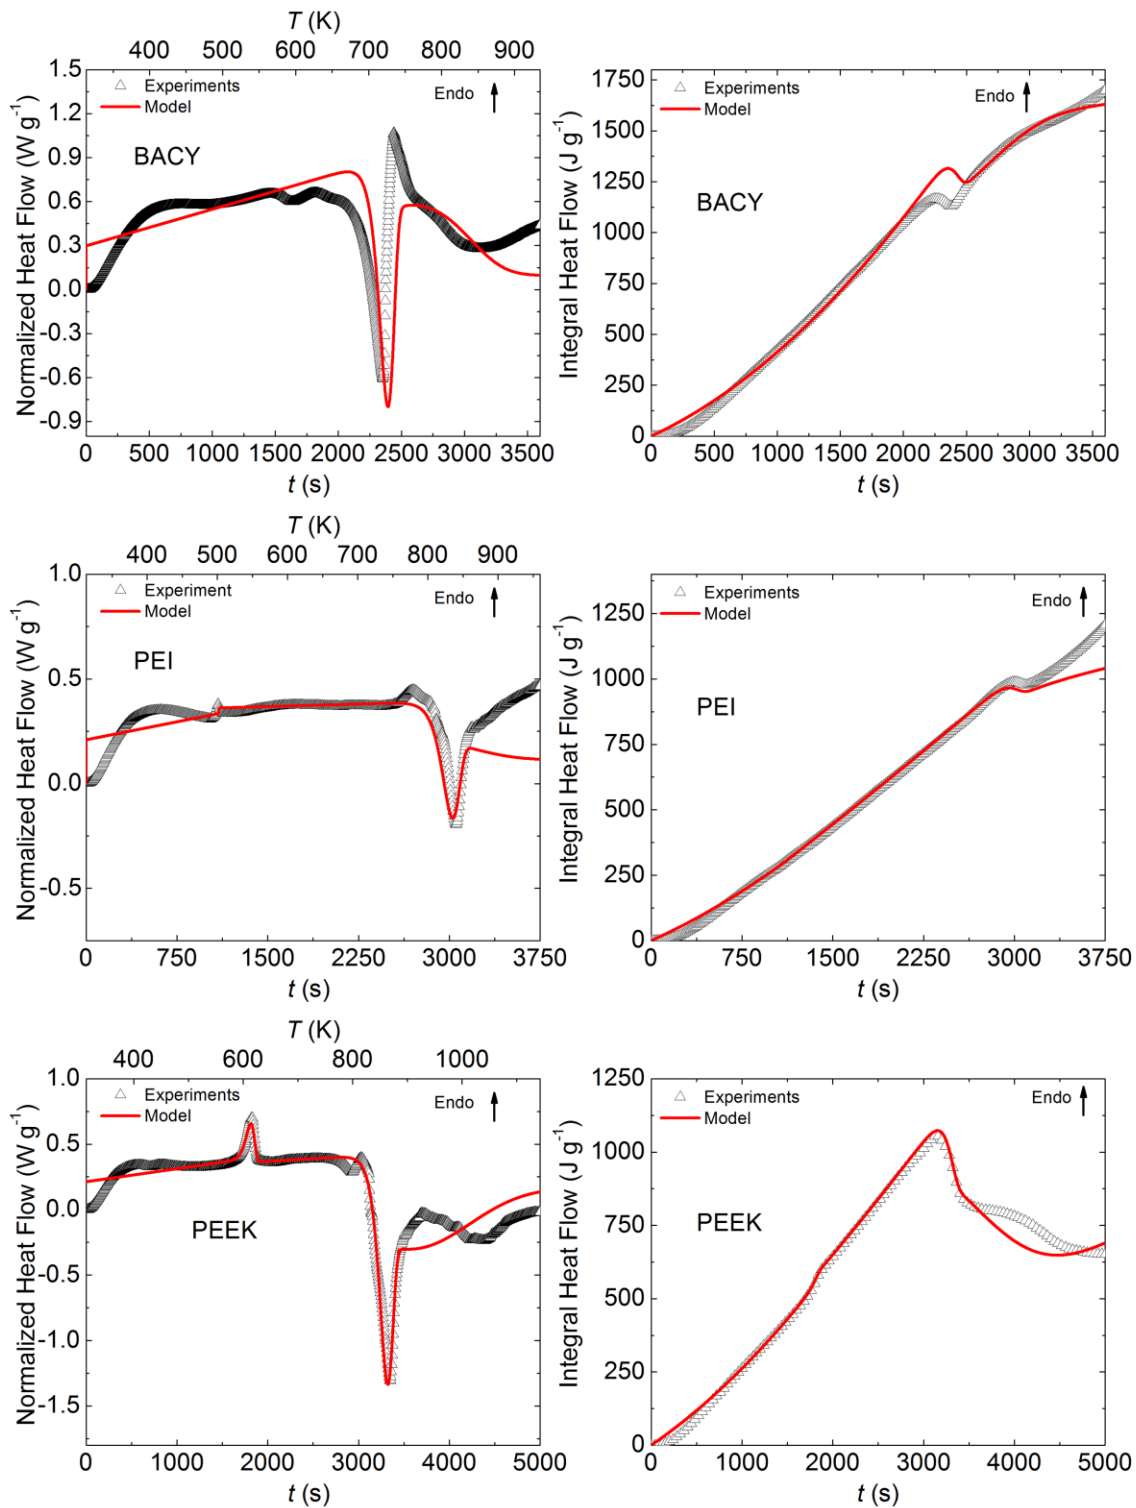 T (K)
400 500 600 700 800 900
1.5
1.2
0.9
0.6
0.3
0.0
-0.3
-0.6
-0.9
Normalized Heat Flow (W g⁻¹)
Experiments
Model
Endo
BACY
0 500 1000 1500 2000 2500 3000 3500
t (s)
1750
1500
1250
1000
750
500
250
0
Integral Heat Flow (J g⁻¹)
Experiments
Model
Endo
BACY
0 500 1000 1500 2000 2500 3000 3500
t (s)
T (K)
400 500 600 700 800 900
1.0
0.5
0.0
-0.5
Normalized Heat Flow (W g⁻¹)
Experiment
Model
Endo
PEI
0 750 1500 2250 3000 3750
t (s)
1250
1000
750
500
250
0
Integral Heat Flow (J g⁻¹)
Experiments
Model
Endo
PEI
0 750 1500 2250 3000 3750
t (s)
T (K)
400 600 800 1000
1.0
0.5
0.0
-0.5
-1.0
-1.5
Normalized Heat Flow (W g⁻¹)
Experiments
Model
Endo
PEEK
0 1000 2000 3000 4000 5000
t (s)
1250
1000
750
500
250
0
Integral Heat Flow (J g⁻¹)
Experiments
Model
Endo
PEEK
0 1000 2000 3000 4000 5000
t (s)